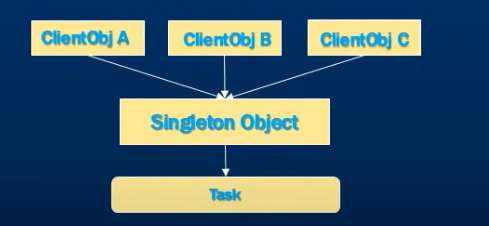 ClientObj A
ClientObj B
ClientObj C
Singleton Object
Task